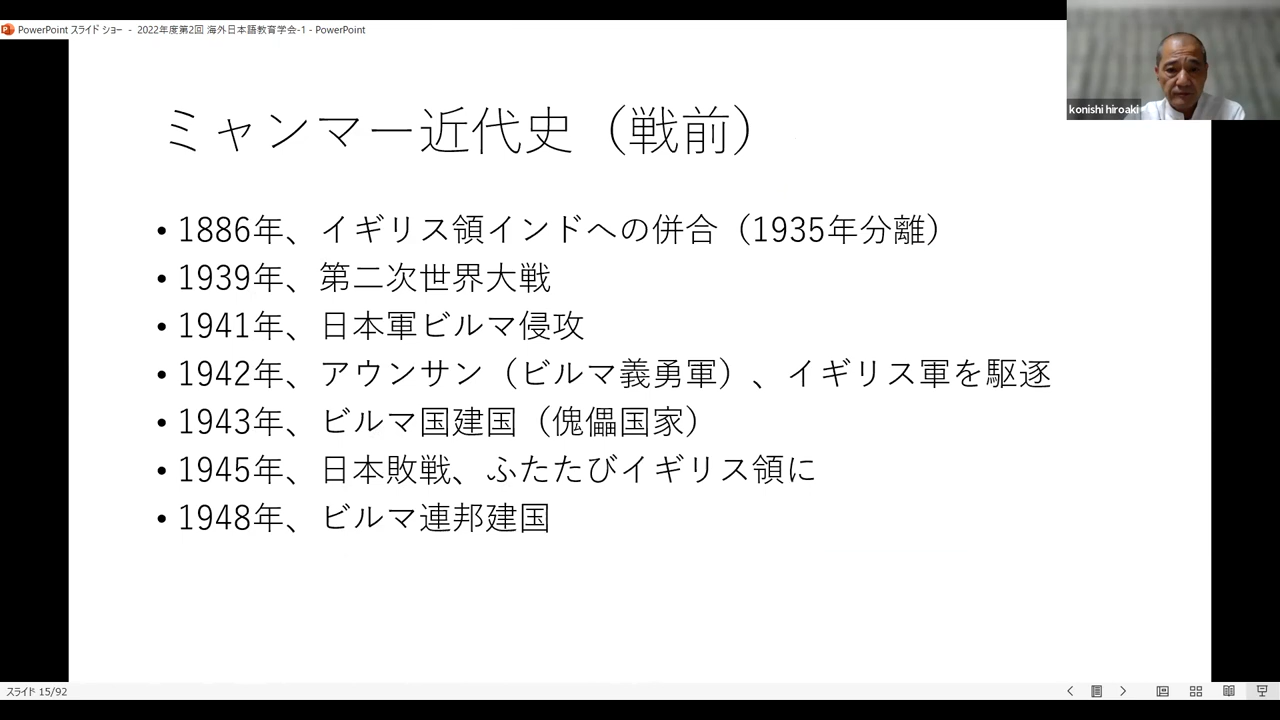 PowerPoint スライド ショー - 2022年度第2回 海外日本語教育学会-1 - PowerPoint
konishi hiroaki
ミャンマー近代史（戦前）
• 1886年、イギリス領インドへの併合（1935年分離）
• 1939年、第二次世界大戦
• 1941年、日本軍ビルマ侵攻
• 1942年、アウンサン（ビルマ義勇軍）、イギリス軍を駆逐
• 1943年、ビルマ国建国（傀儡国家）
• 1945年、日本敗戦、ふたたびイギリス領に
• 1948年、ビルマ連邦建国
スライド 15/92